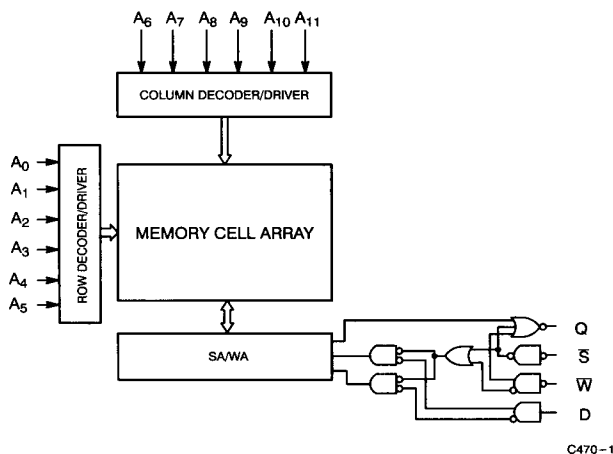 A6 A7 A8 A9 A10 A11
COLUMN DECODER/DRIVER
A0
A1
A2
A3
A4
A5
ROW DECODER/DRIVER
MEMORY CELL ARRAY
SA/WA
Q
S̅
W̅
D
C470-1